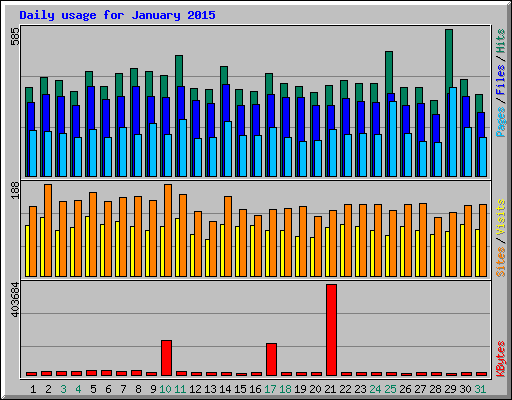 Daily usage for January 2015
585
Pages / Files / Hits
188
Sites / Visits
403684
KBytes
1 2 3 4 5 6 7 8 9 10 11 12 13 14 15 16 17 18 19 20 21 22 23 24 25 26 27 28 29 30 31